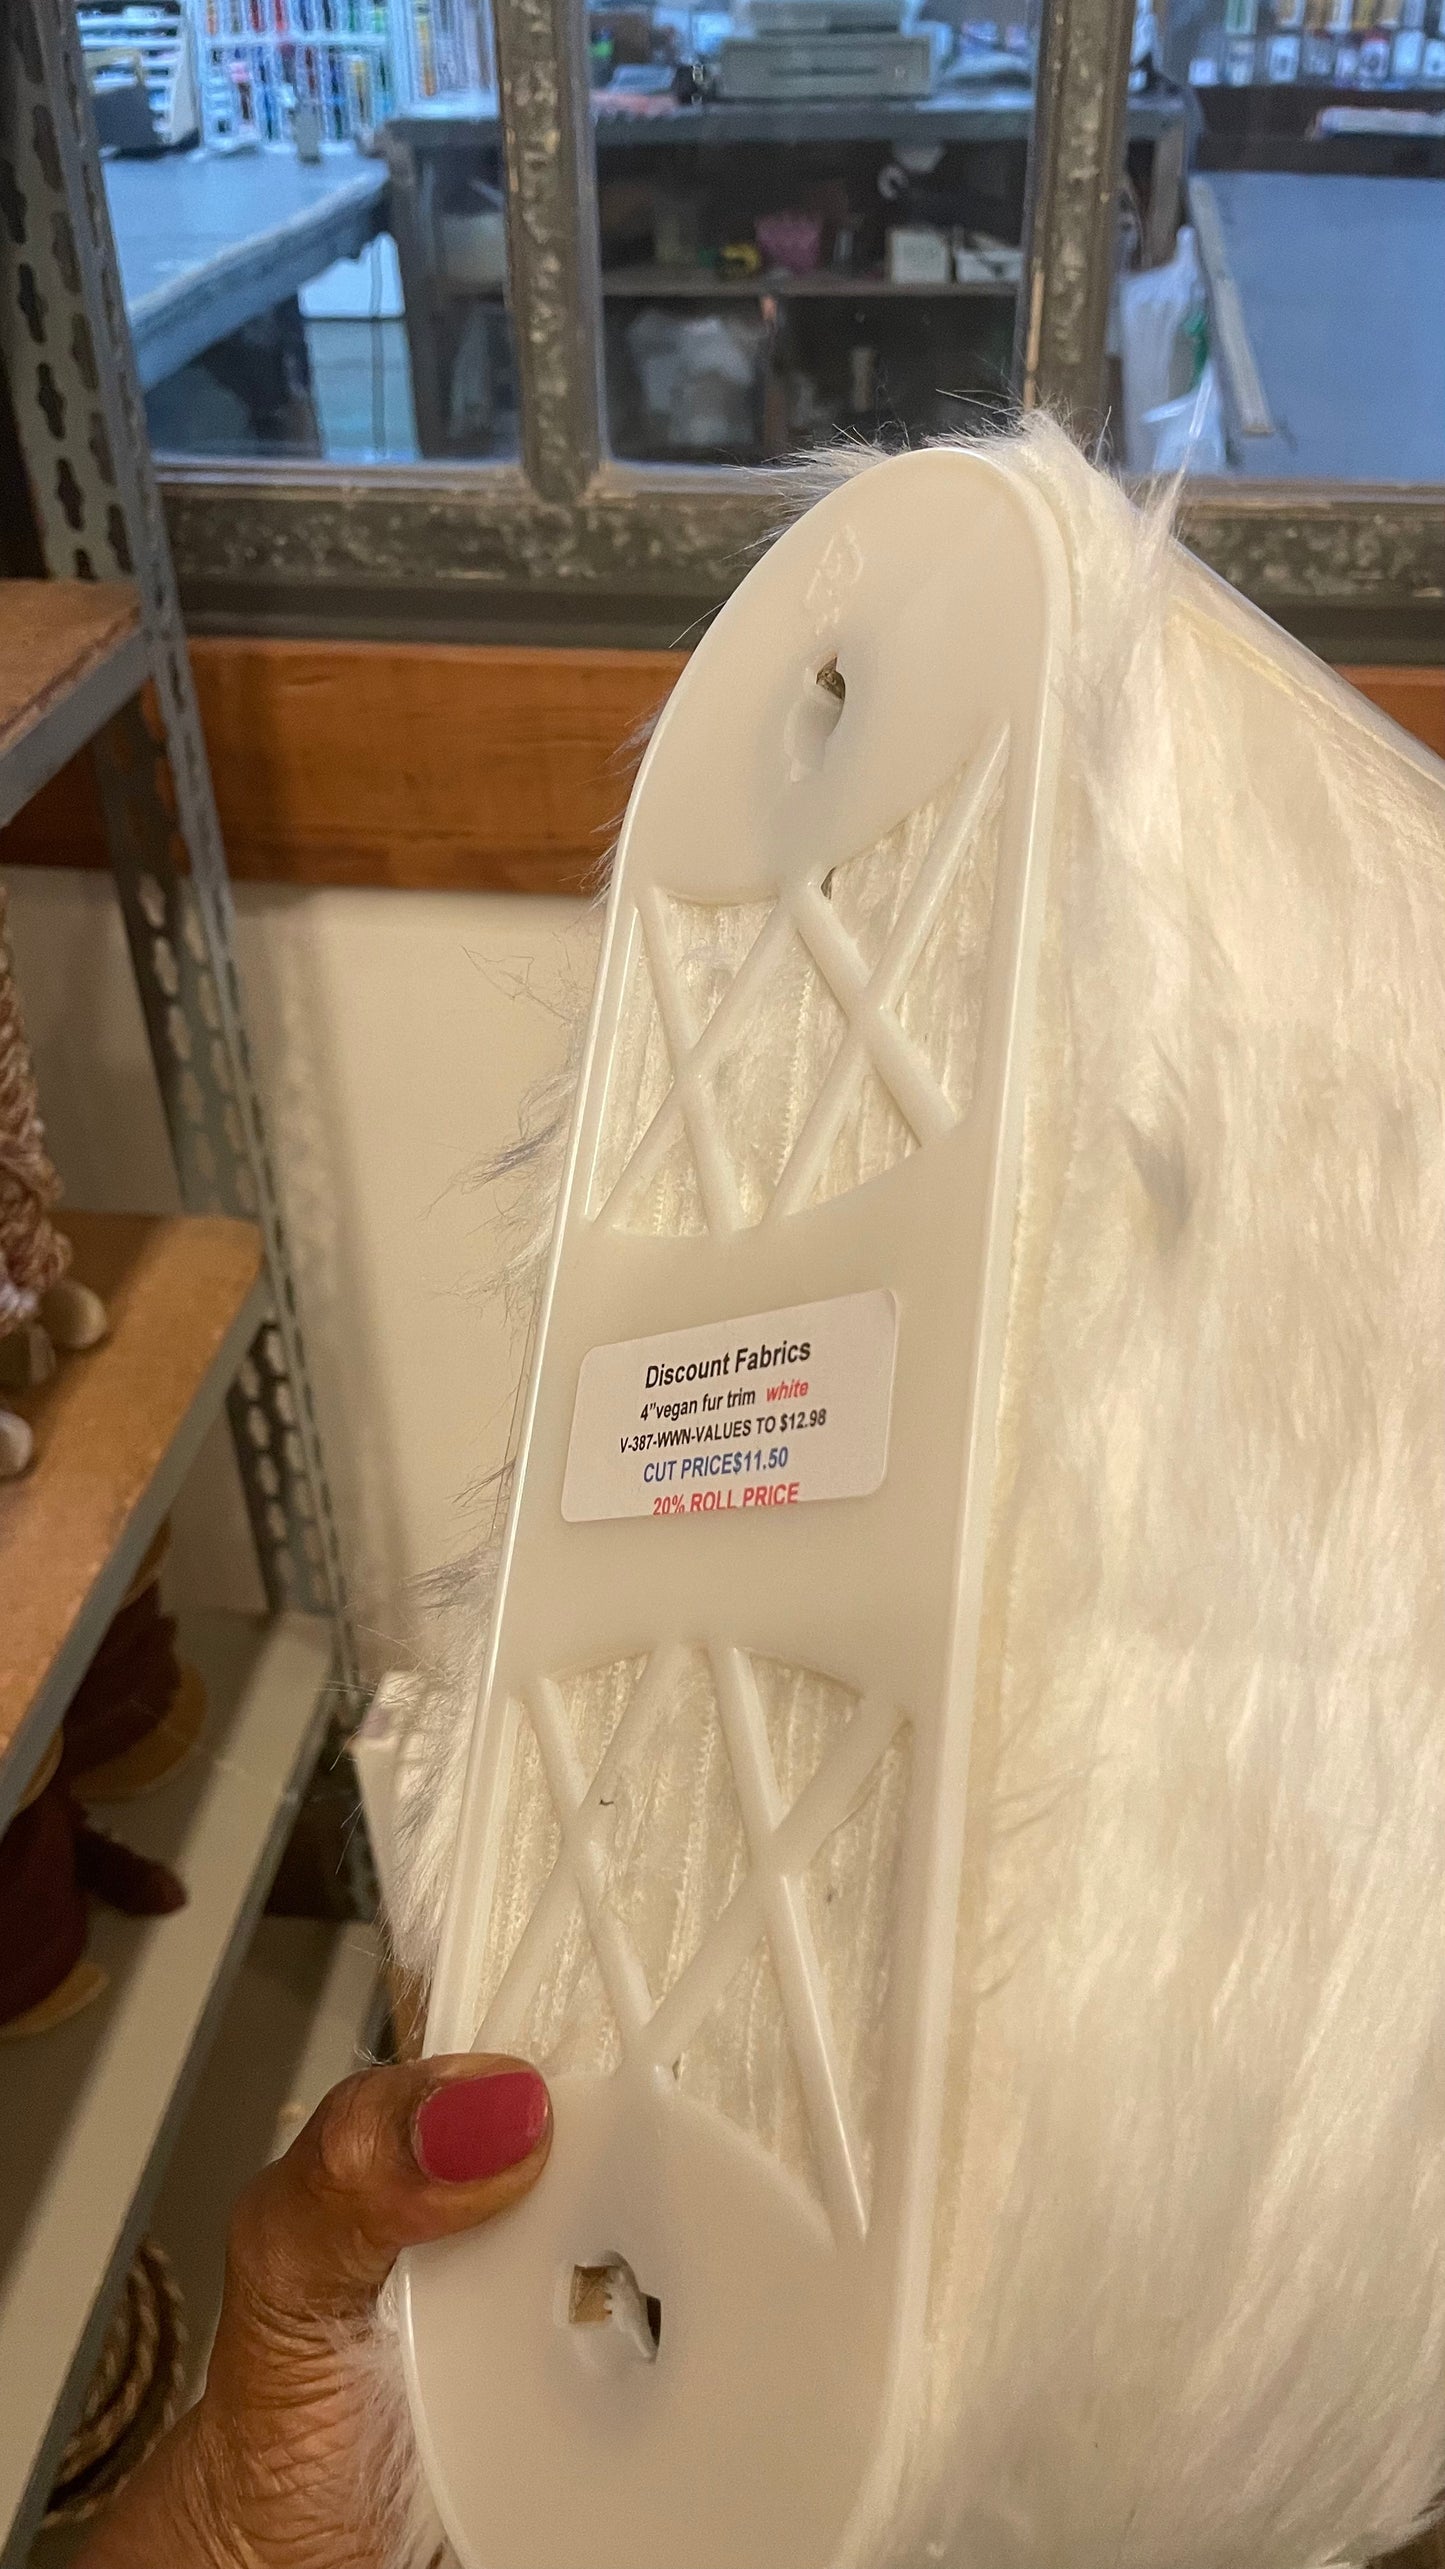 Discount Fabrics
4"vegan fur trim white
V-387-WWN-VALUES TO $12.98
CUT PRICE$11.50
20% ROLL PRICE